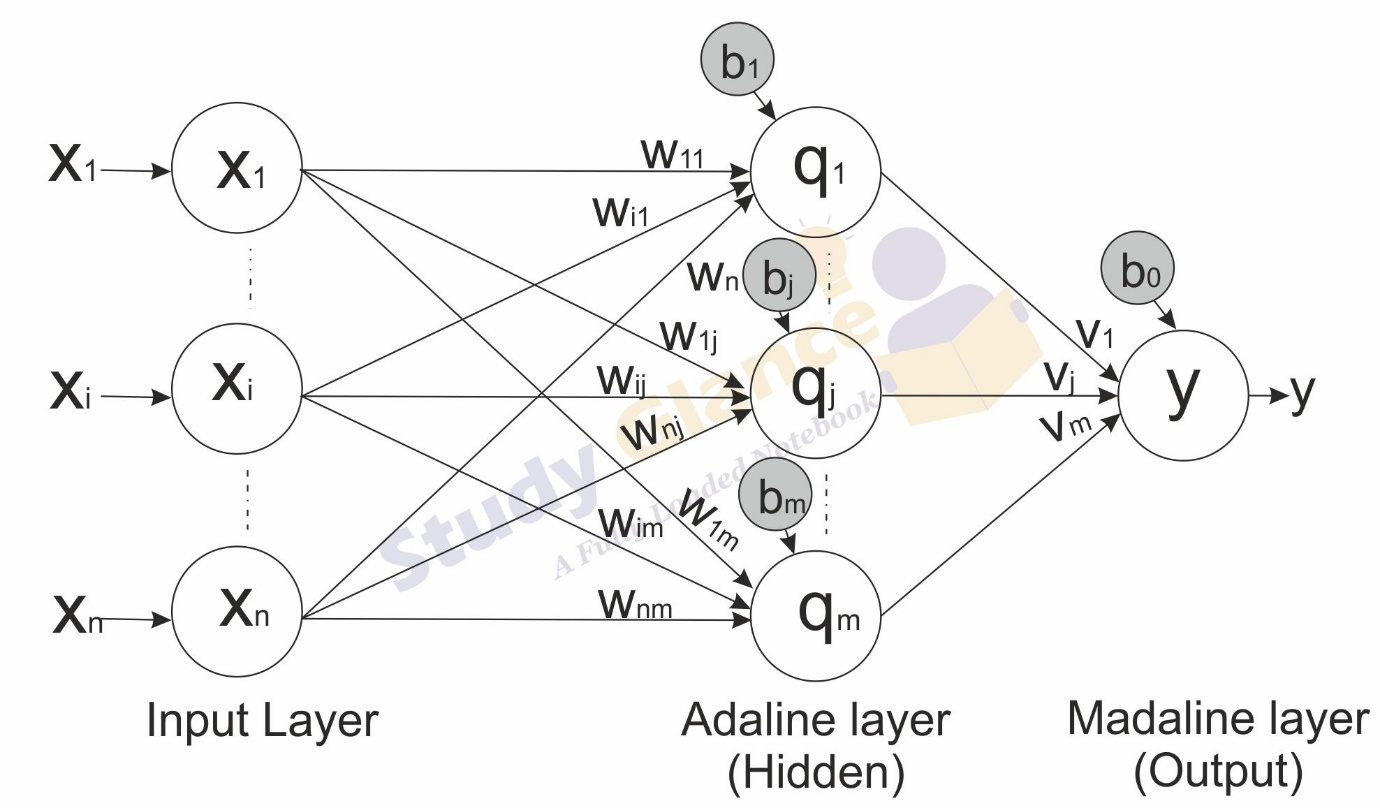 b1
x1
x1
w11
q1
wi1
wn
bj
b0
w1j
v1
xi
xi
wij
qj
vj
y
y
wnj
vm
Study Glance
A Fully Loaded Notebook
bm
w1m
wim
xn
xn
wnm
qm
Input Layer
Adaline layer
(Hidden)
Madaline layer
(Output)